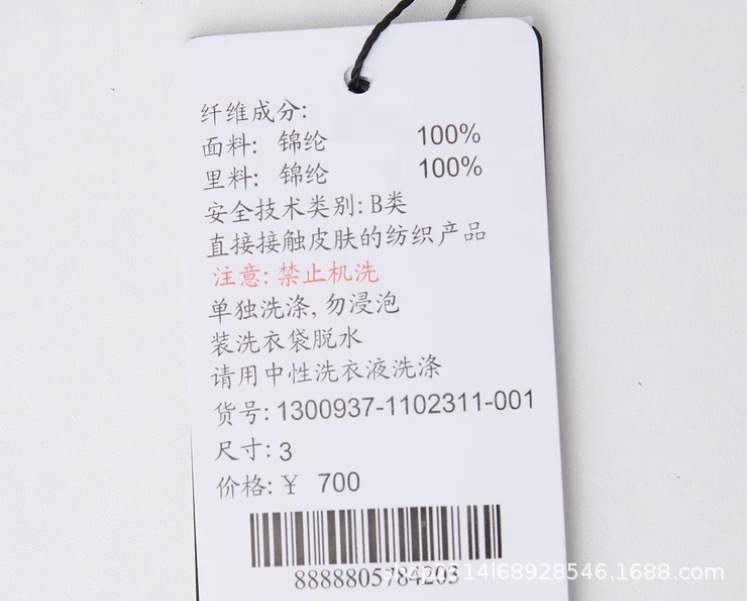 纤维成分:
面料: 锦纶 100%
里料: 锦纶 100%
安全技术类别: B类
直接接触皮肤的纺织产品
注意: 禁止机洗
单独洗涤, 勿浸泡
装洗衣袋脱水
请用中性洗衣液洗涤
货号: 1300937-1102311-001
尺寸: 3
价格: ¥ 700
8888805784203